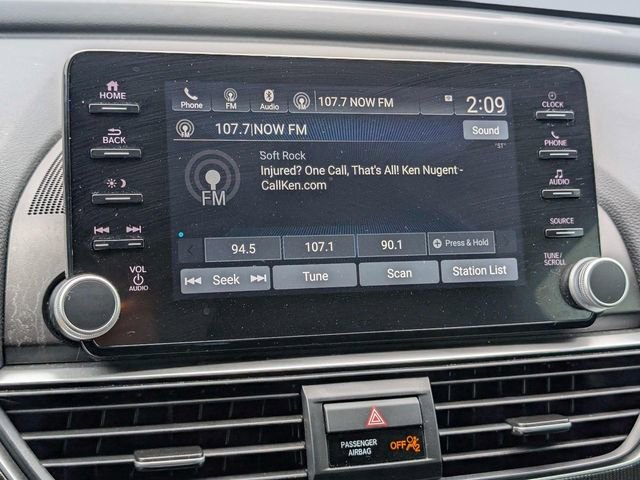 HOME
BACK
VOL
AUDIO
Phone
FM
Audio
107.7 NOW FM
2:09
107.7|NOW FM
Sound
"ST"
Soft Rock
Injured? One Call, That's All! Ken Nugent -
CallKen.com
FM
94.5
107.1
90.1
Press & Hold
Seek
Tune
Scan
Station List
CLOCK
PHONE
AUDIO
SOURCE
TUNE/
SCROLL
PASSENGER
AIRBAG
OFF
2